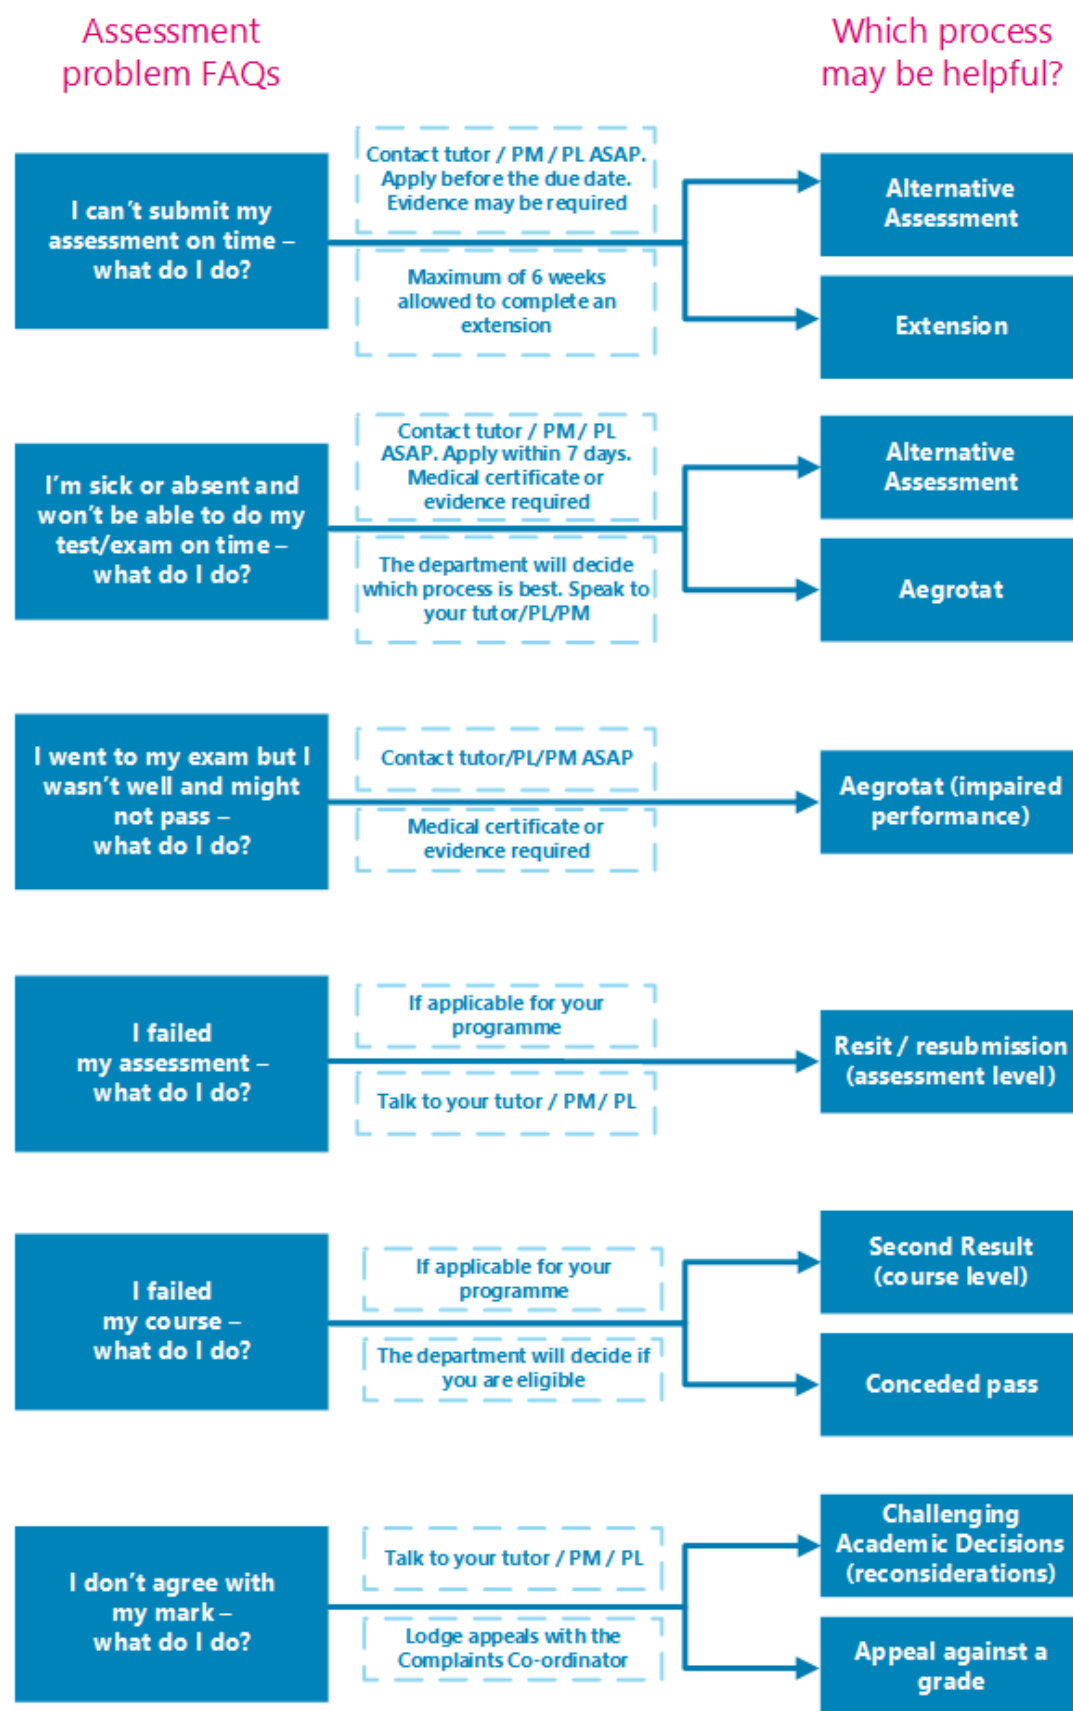 Assessment
problem FAQs
Which process
may be helpful?
I can't submit my
assessment on time –
what do I do?
Contact tutor / PM / PL ASAP.
Apply before the due date.
Evidence may be required
Maximum of 6 weeks
allowed to complete an
extension
Alternative
Assessment
Extension
I'm sick or absent and
won't be able to do my
test/exam on time –
what do I do?
Contact tutor / PM / PL
ASAP. Apply within 7 days.
Medical certificate or
evidence required
The department will decide
which process is best. Speak to
your tutor/PL/PM
Alternative
Assessment
Aegrotat
I went to my exam but I
wasn't well and might
not pass –
what do I do?
Contact tutor/PL/PM ASAP
Medical certificate or
evidence required
Aegrotat (impaired
performance)
I failed
my assessment –
what do I do?
If applicable for your
programme
Talk to your tutor / PM / PL
Resit / resubmission
(assessment level)
I failed
my course –
what do I do?
If applicable for your
programme
The department will decide if
you are eligible
Second Result
(course level)
Conceded pass
I don't agree with
my mark –
what do I do?
Talk to your tutor / PM / PL
Lodge appeals with the
Complaints Co-ordinator
Challenging
Academic Decisions
(reconsiderations)
Appeal against a
grade